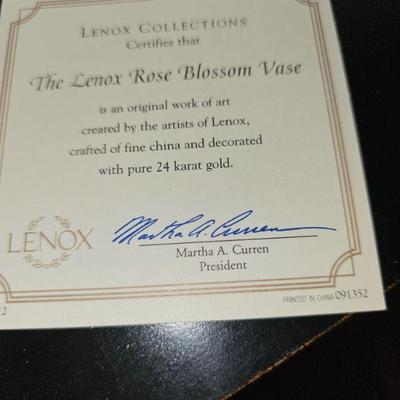 LENOX COLLECTIONS
Certifies that
The Lenox Rose Blossom Vase
is an original work of art
created by the artists of Lenox,
crafted of fine china and decorated
with pure 24 karat gold.
LENOX
Martha A. Curren
Martha A. Curren
President
PRINTED IN CHINA 091352